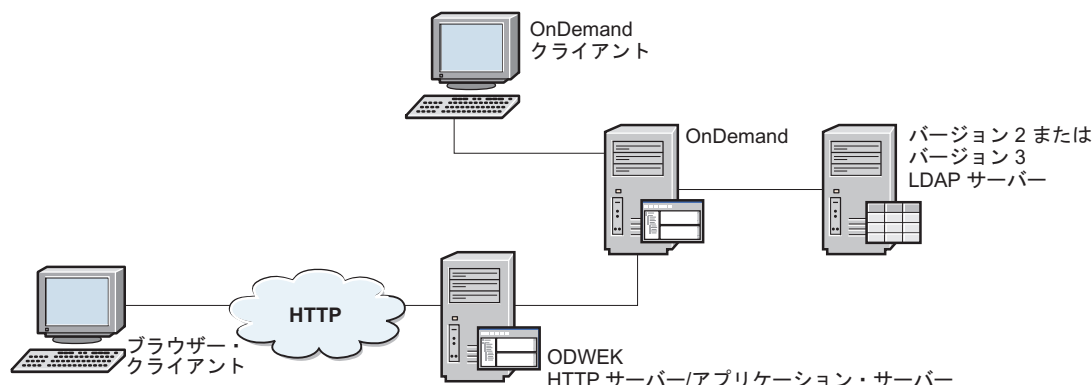 OnDemand
クライアント
OnDemand
バージョン 2 または
バージョン 3
LDAP サーバー
HTTP
ブラウザー・
クライアント
ODWEK
HTTP サーバー/アプリケーション・サーバー